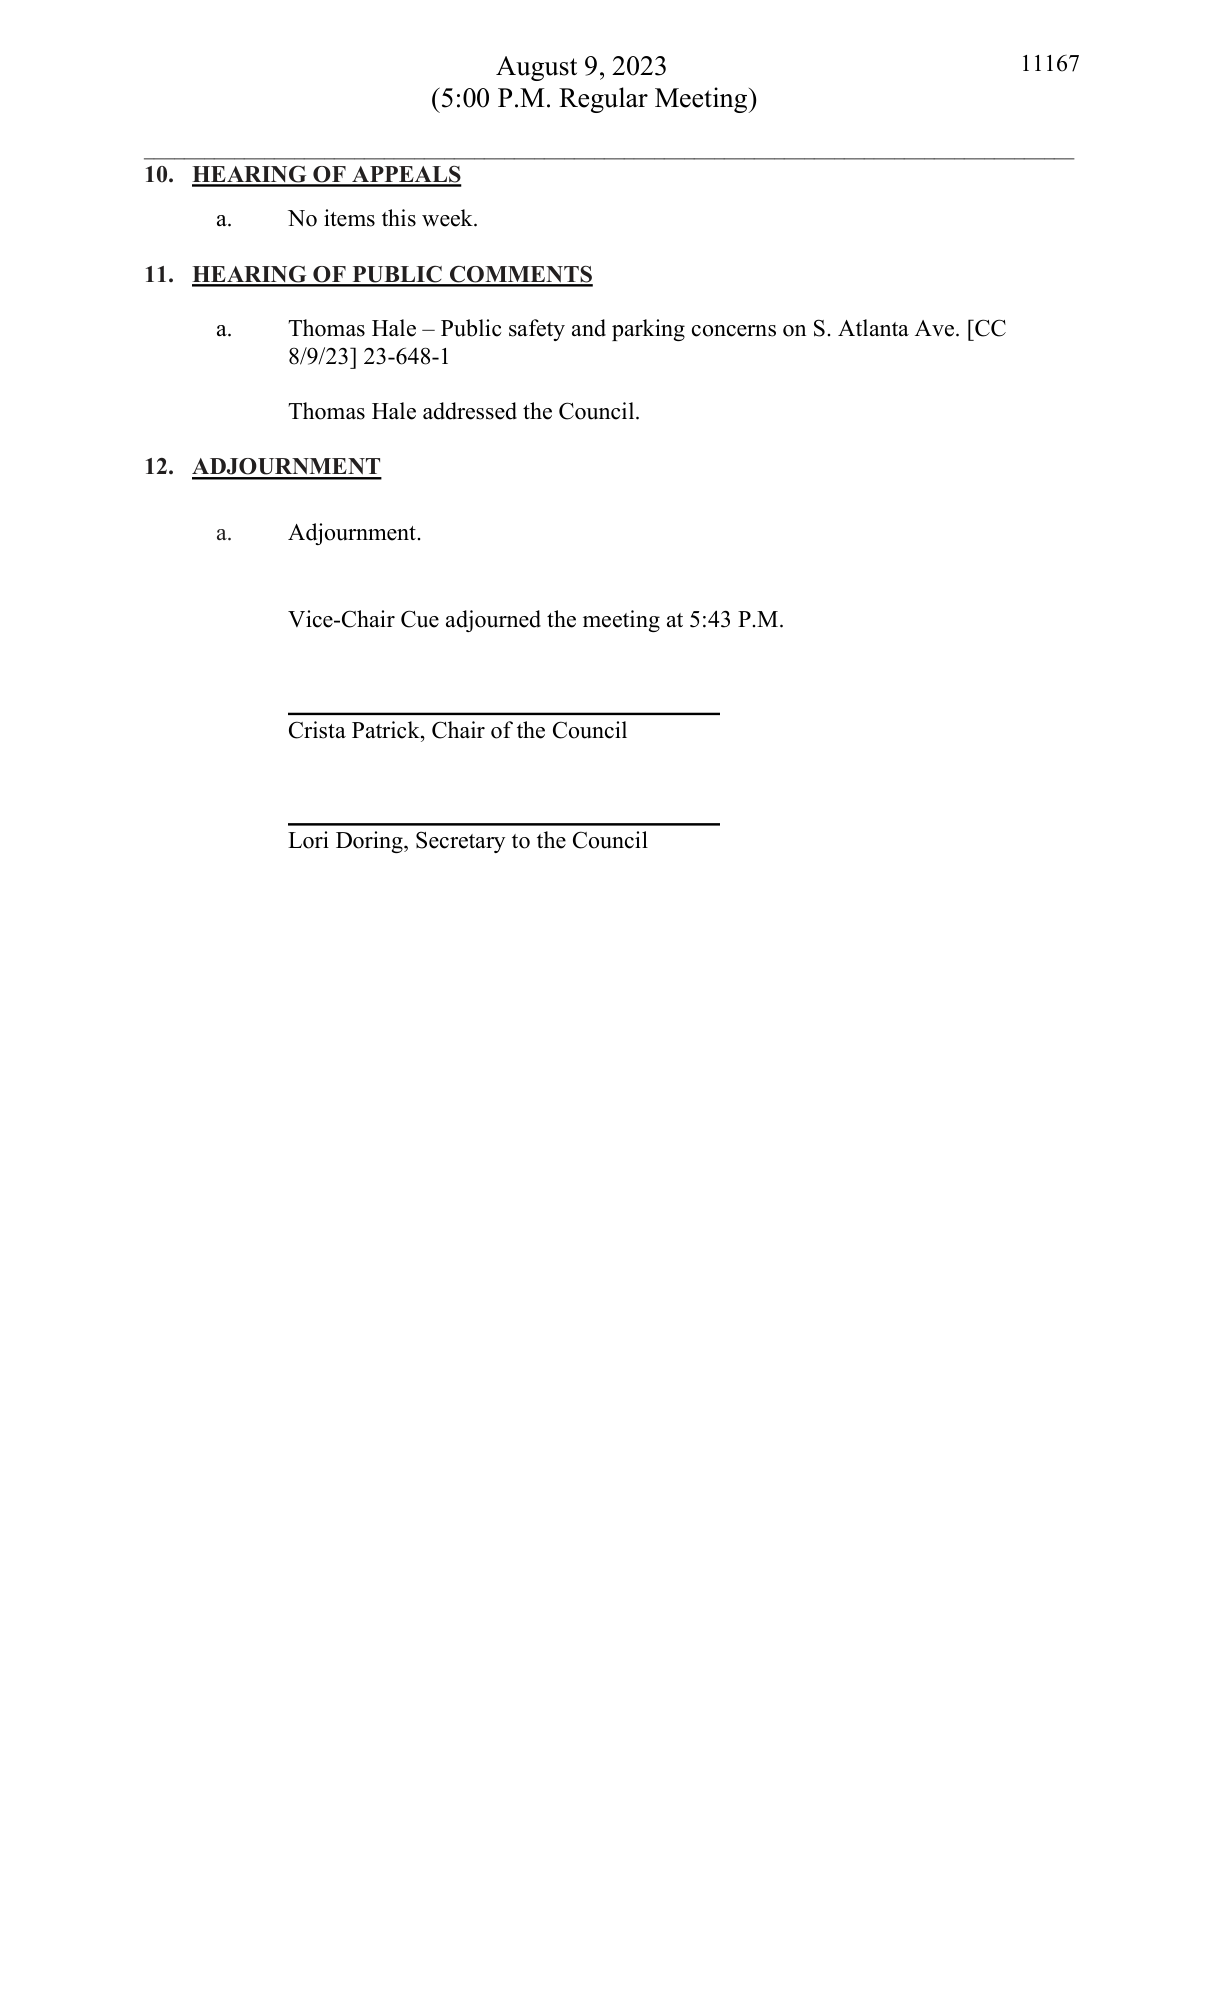 August 9, 2023
11167
(5:00 P.M. Regular Meeting)
10. HEARING OF APPEALS
a. No items this week.
11. HEARING OF PUBLIC COMMENTS
a. Thomas Hale – Public safety and parking concerns on S. Atlanta Ave. [CC
8/9/23] 23-648-1
Thomas Hale addressed the Council.
12. ADJOURNMENT
a. Adjournment.
Vice-Chair Cue adjourned the meeting at 5:43 P.M.
Crista Patrick, Chair of the Council
Lori Doring, Secretary to the Council